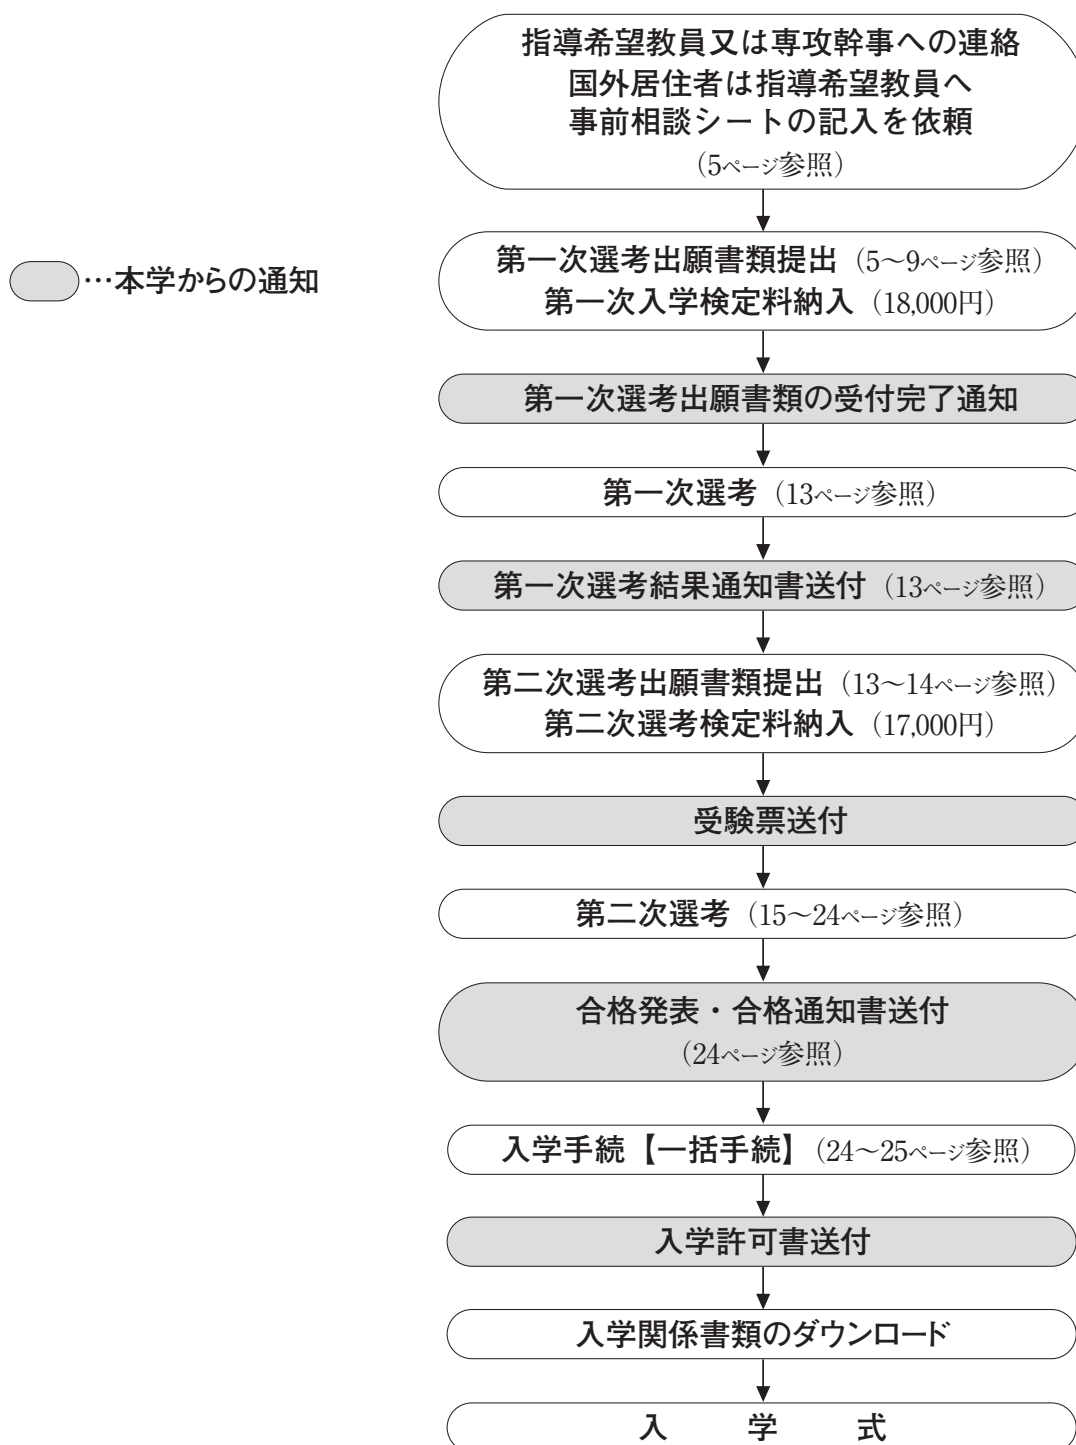 指導希望教員又は専攻幹事への連絡
国外居住者は指導希望教員へ
事前相談シートの記入を依頼
（5ページ参照）
…本学からの通知
第一次選考出願書類提出（5～9ページ参照）
第一次入学検定料納入（18,000円）
第一次選考出願書類の受付完了通知
第一次選考（13ページ参照）
第一次選考結果通知書送付（13ページ参照）
第二次選考出願書類提出（13～14ページ参照）
第二次選考検定料納入（17,000円）
受験票送付
第二次選考（15～24ページ参照）
合格発表・合格通知書送付
（24ページ参照）
入学手続【一括手続】（24～25ページ参照）
入学許可書送付
入学関係書類のダウンロード
入　学　式